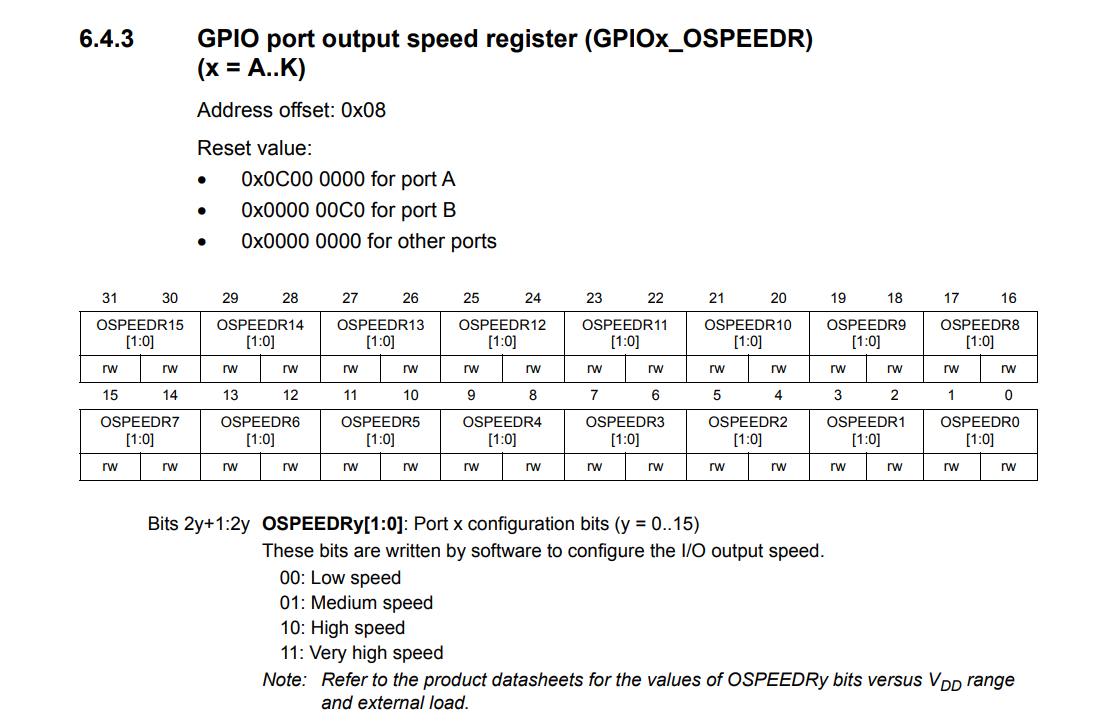 6.4.3 GPIO port output speed register (GPIOx_OSPEEDR)
(x = A..K)
Address offset: 0x08
Reset value:
• 0x0C00 0000 for port A
• 0x0000 00C0 for port B
• 0x0000 0000 for other ports
31 30 29 28 27 26 25 24 23 22 21 20 19 18 17 16
OSPEEDR15 OSPEEDR14 OSPEEDR13 OSPEEDR12 OSPEEDR11 OSPEEDR10 OSPEEDR9 OSPEEDR8
[1:0] [1:0] [1:0] [1:0] [1:0] [1:0] [1:0] [1:0]
rw rw rw rw rw rw rw rw rw rw rw rw rw rw rw rw
15 14 13 12 11 10 9 8 7 6 5 4 3 2 1 0
OSPEEDR7 OSPEEDR6 OSPEEDR5 OSPEEDR4 OSPEEDR3 OSPEEDR2 OSPEEDR1 OSPEEDR0
[1:0] [1:0] [1:0] [1:0] [1:0] [1:0] [1:0] [1:0]
rw rw rw rw rw rw rw rw rw rw rw rw rw rw rw rw
Bits 2y+1:2y OSPEEDRy[1:0]: Port x configuration bits (y = 0..15)
These bits are written by software to configure the I/O output speed.
00: Low speed
01: Medium speed
10: High speed
11: Very high speed
Note: Refer to the product datasheets for the values of OSPEEDRy bits versus VDD range
and external load.